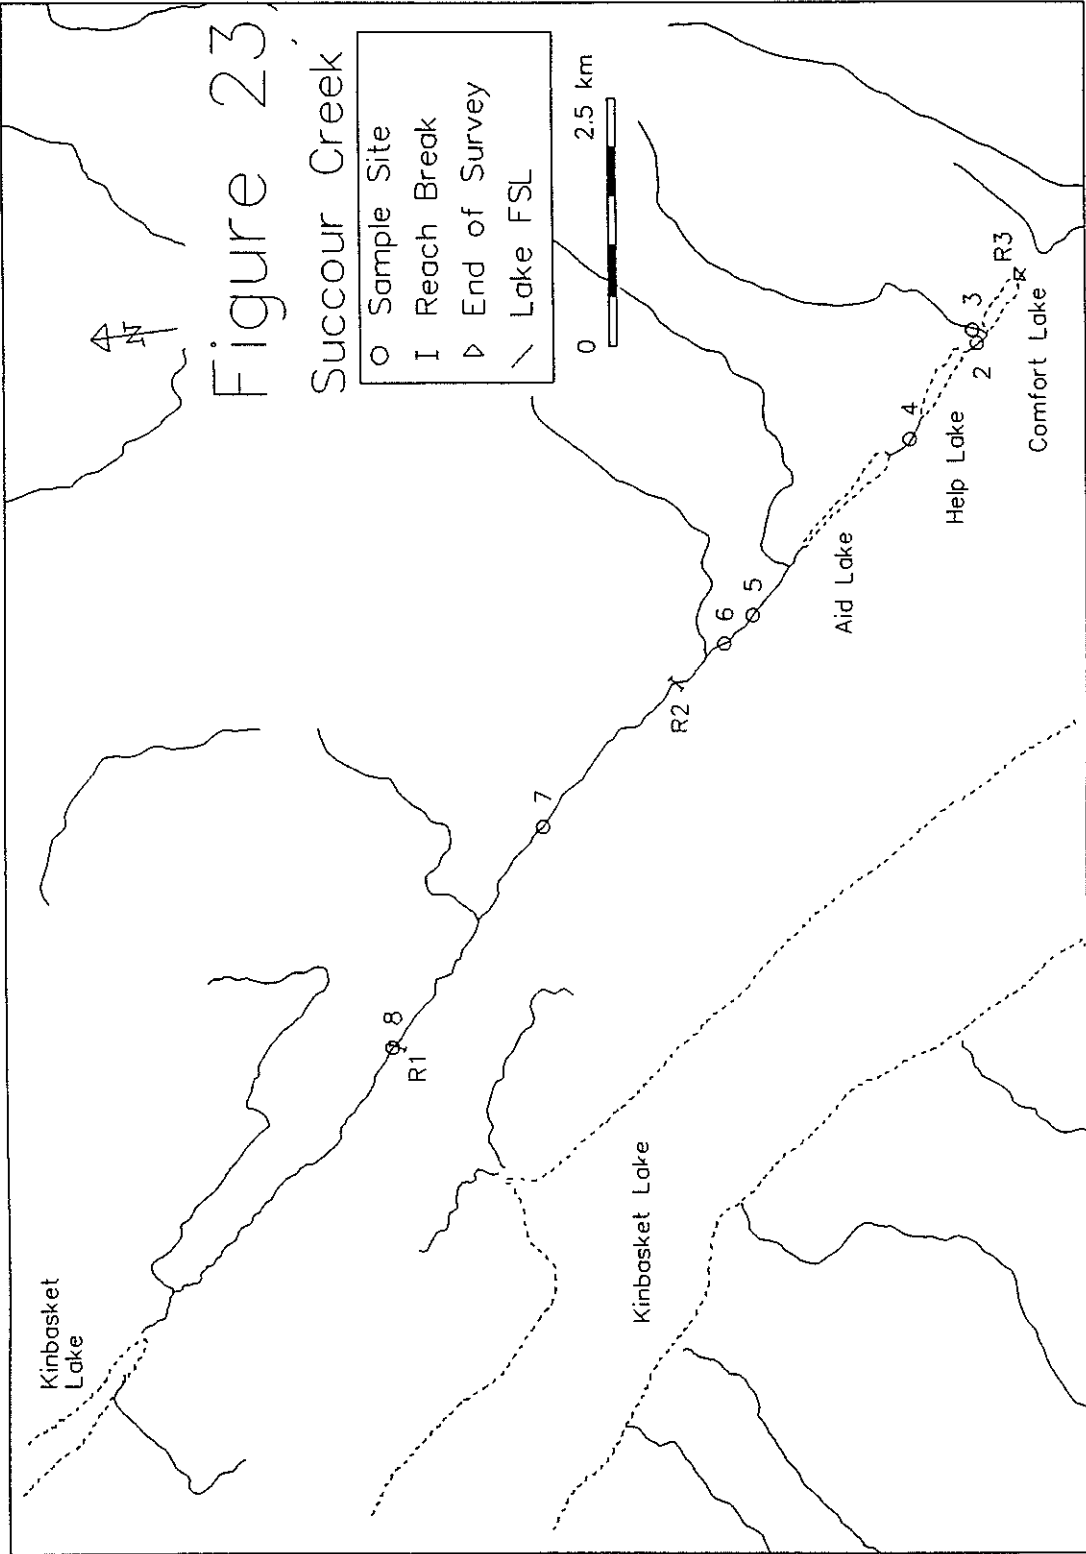 Figure 23
Succour Creek
Sample Site
Reach Break
End of Survey
Lake FSL
0 2.5 km
N
Kinbasket
Lake
8
R1
7
R2
6
5
4
3
2
R3
Aid Lake
Help Lake
Comfort Lake
Kinbasket Lake